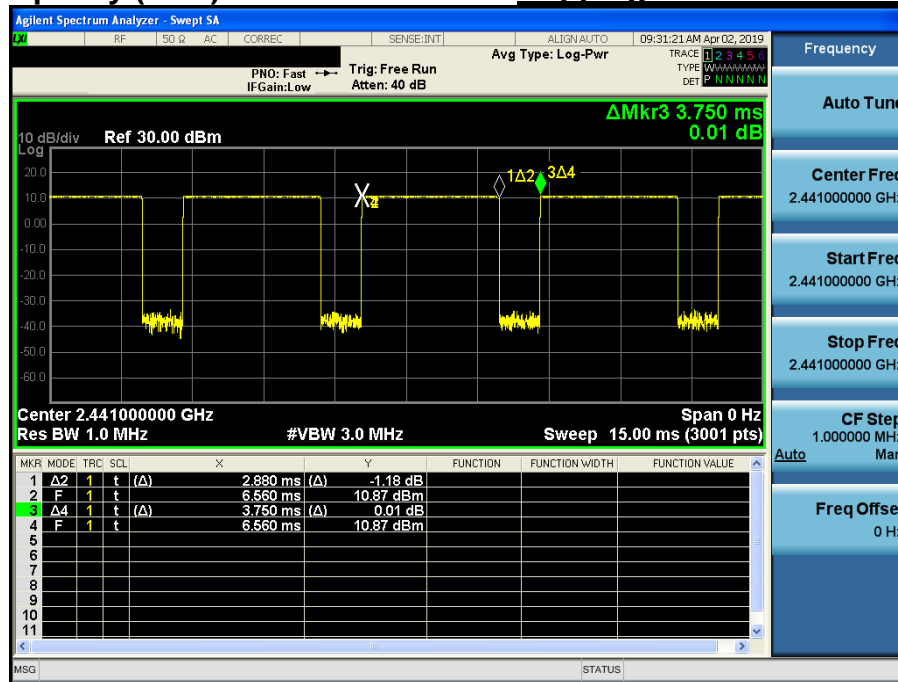 Agilent Spectrum Analyzer - Swept SA
LXI RF 50 Ω AC CORREC SENSE:INT ALIGN AUTO 09:31:21 AM Apr 02, 2019
Avg Type: Log-Pwr TRACE 1 2 3 4 5 6
PNO: Fast Trig: Free Run TYPE WWWWWW
IFGain:Low Atten: 40 dB DET P N N N N N
Frequency
Auto Tune
ΔMkr3 3.750 ms
0.01 dB
10 dB/div Ref 30.00 dBm
Log
20.0
10.0
0.00
-10.0
-20.0
-30.0
-40.0
-50.0
-60.0
1Δ2 3Δ4
X 4
Center Freq
2.441000000 GHz
Start Freq
2.441000000 GHz
Stop Freq
2.441000000 GHz
CF Step
1.000000 MHz
Auto Man
Freq Offset
0 Hz
Center 2.441000000 GHz Span 0 Hz
Res BW 1.0 MHz #VBW 3.0 MHz Sweep 15.00 ms (3001 pts)
MKR MODE TRC SCL X Y FUNCTION FUNCTION WIDTH FUNCTION VALUE
1 Δ2 1 t (Δ) 2.880 ms (Δ) -1.18 dB
2 F 1 t 6.560 ms 10.87 dBm
3 Δ4 1 t (Δ) 3.750 ms (Δ) 0.01 dB
4 F 1 t 6.560 ms 10.87 dBm
5
6
7
8
9
10
11
MSG STATUS